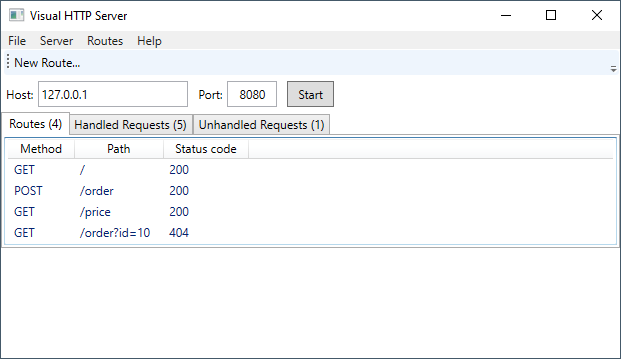 Visual HTTP Server
File Server Routes Help
New Route...
Host: 127.0.0.1 Port: 8080 Start
Routes (4) Handled Requests (5) Unhandled Requests (1)
Method Path Status code
GET / 200
POST /order 200
GET /price 200
GET /order?id=10 404